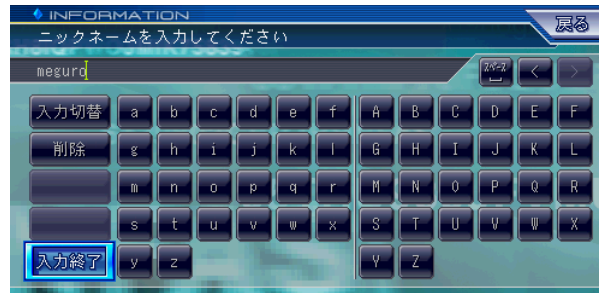 INFORMATION
戻る
ニックネームを入力してください
meguro
スペース < >
入力切替 a b c d e f A B C D E F
削除 g h i j k l G H I J K L
m n o p q r M N O P Q R
s t u v w x S T U V W X
入力終了 y z Y Z